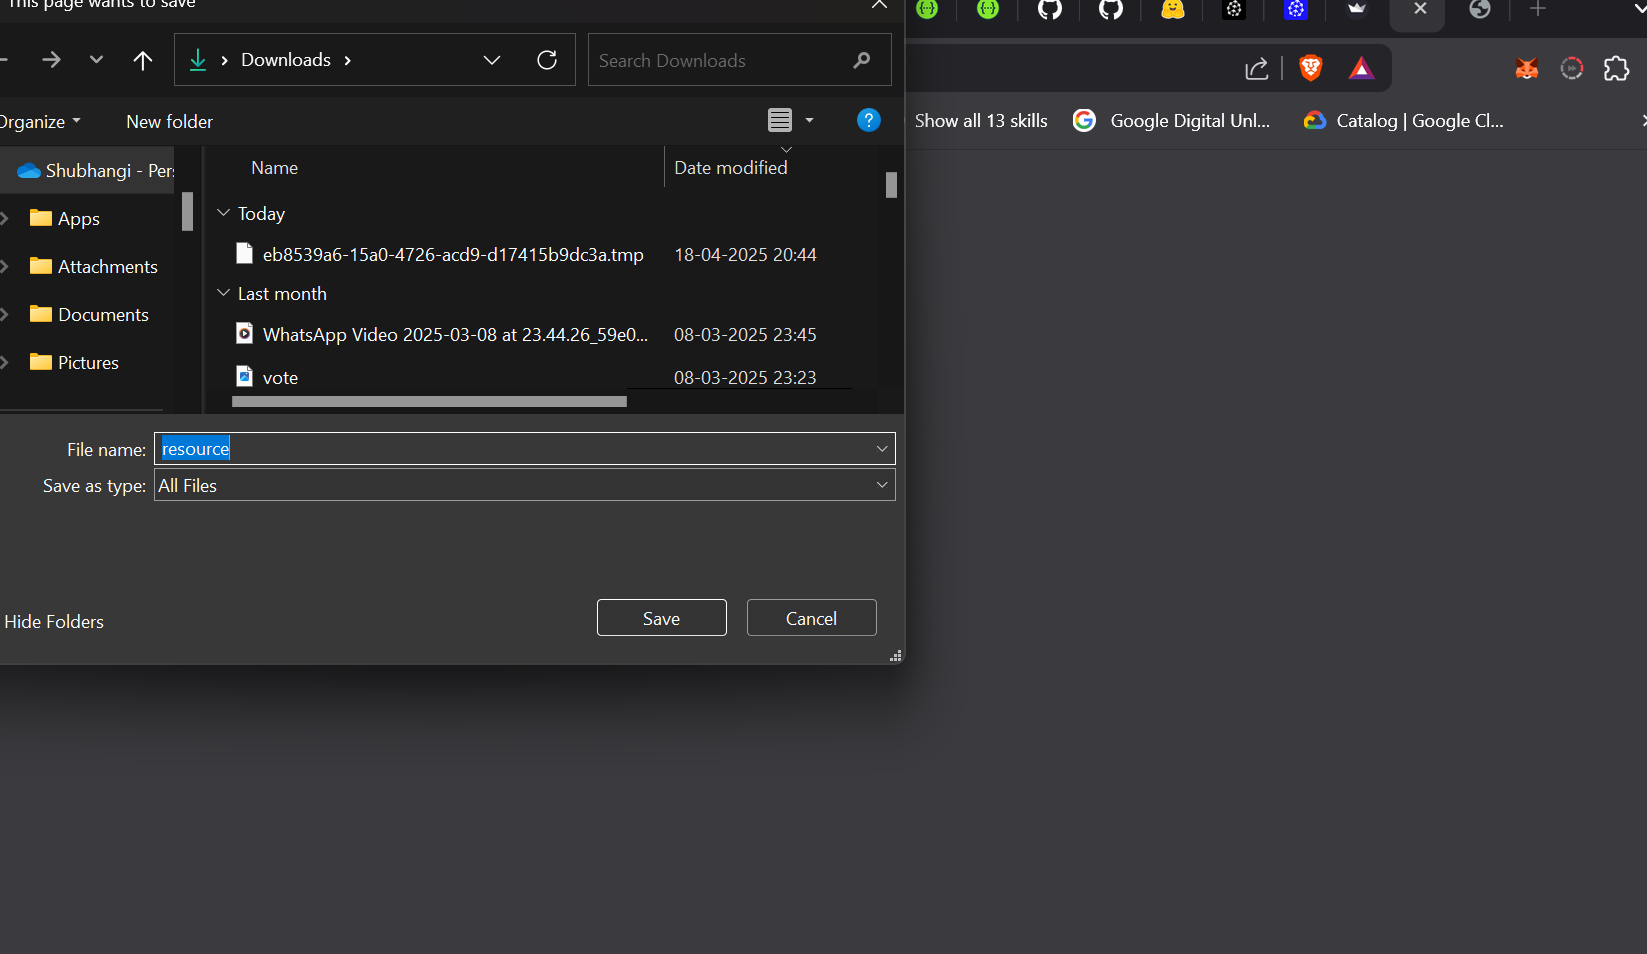 This page wants to save
Downloads
Search Downloads
Organize
New folder
Show all 13 skills
Google Digital Unl...
Catalog | Google Cl...
Shubhangi - Pers
Name
Date modified
Apps
Today
eb8539a6-15a0-4726-acd9-d17415b9dc3a.tmp
18-04-2025 20:44
Attachments
Last month
Documents
WhatsApp Video 2025-03-08 at 23.44.26_59e0...
08-03-2025 23:45
Pictures
vote
08-03-2025 23:23
File name:
resource
Save as type:
All Files
Hide Folders
Save
Cancel